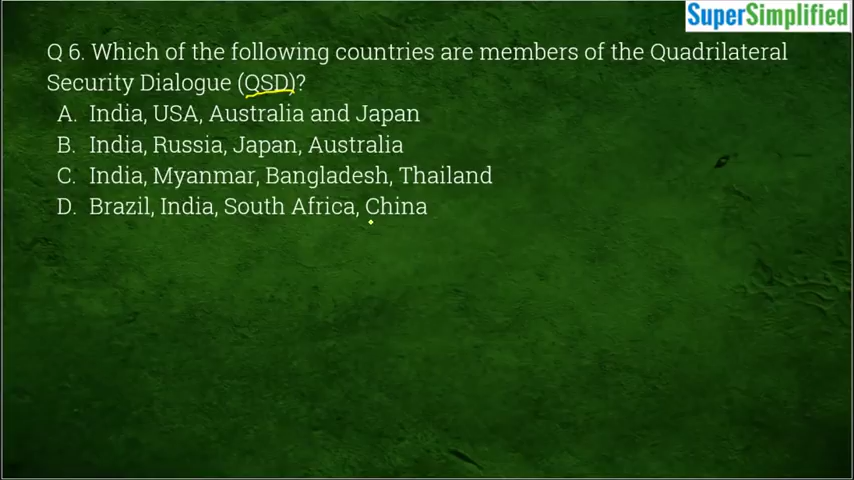 SuperSimplified
Q 6. Which of the following countries are members of the Quadrilateral
Security Dialogue (QSD)?
A. India, USA, Australia and Japan
B. India, Russia, Japan, Australia
C. India, Myanmar, Bangladesh, Thailand
D. Brazil, India, South Africa, China